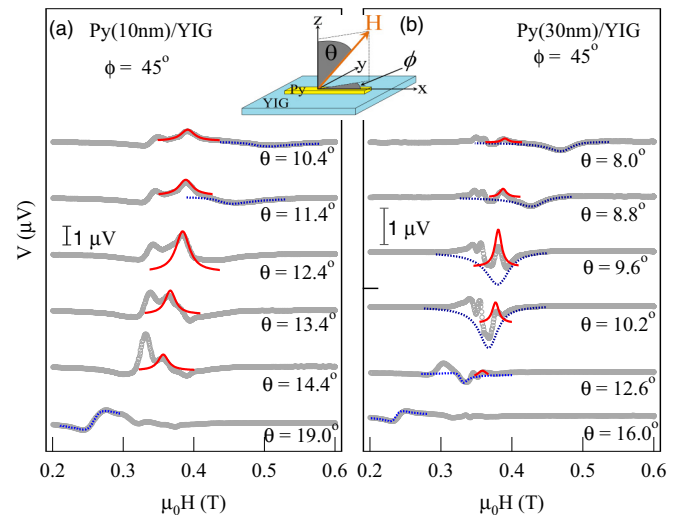 (a) Py(10nm)/YIG
ϕ = 45°
z
H
θ
y
ϕ
Py
x
YIG
(b) Py(30nm)/YIG
ϕ = 45°
θ = 10.4°
θ = 11.4°
1 μV
θ = 12.4°
θ = 13.4°
θ = 14.4°
θ = 19.0°
V (μV)
0.2 0.3 0.4 0.5 0.6
μ₀H (T)
θ = 8.0°
θ = 8.8°
1 μV
θ = 9.6°
θ = 10.2°
θ = 12.6°
θ = 16.0°
0.2 0.3 0.4 0.5 0.6
μ₀H (T)